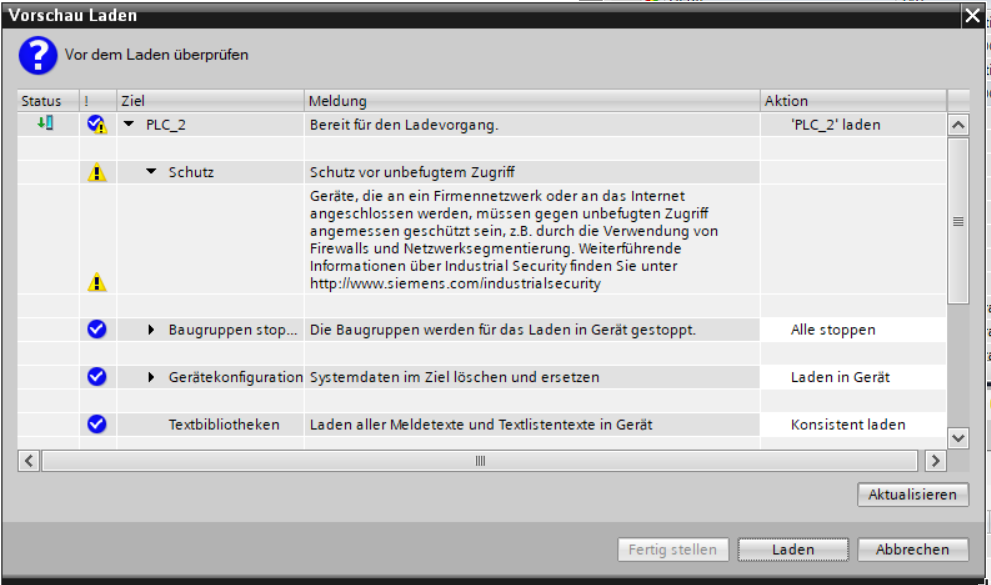 Vorschau Laden
Vor dem Laden überprüfen
Status ! Ziel Meldung Aktion
PLC_2 Bereit für den Ladevorgang. 'PLC_2' laden
Schutz Schutz vor unbefugtem Zugriff
Geräte, die an ein Firmennetzwerk oder an das Internet
angeschlossen werden, müssen gegen unbefugten Zugriff
angemessen geschützt sein, z.B. durch die Verwendung von
Firewalls und Netzwerksegmentierung. Weiterführende
Informationen über Industrial Security finden Sie unter
http://www.siemens.com/industrialsecurity
Baugruppen stop... Die Baugruppen werden für das Laden in Gerät gestoppt. Alle stoppen
Gerätekonfiguration Systemdaten im Ziel löschen und ersetzen Laden in Gerät
Textbibliotheken Laden aller Meldetexte und Textlistentexte in Gerät Konsistent laden
Aktualisieren
Fertig stellen Laden Abbrechen